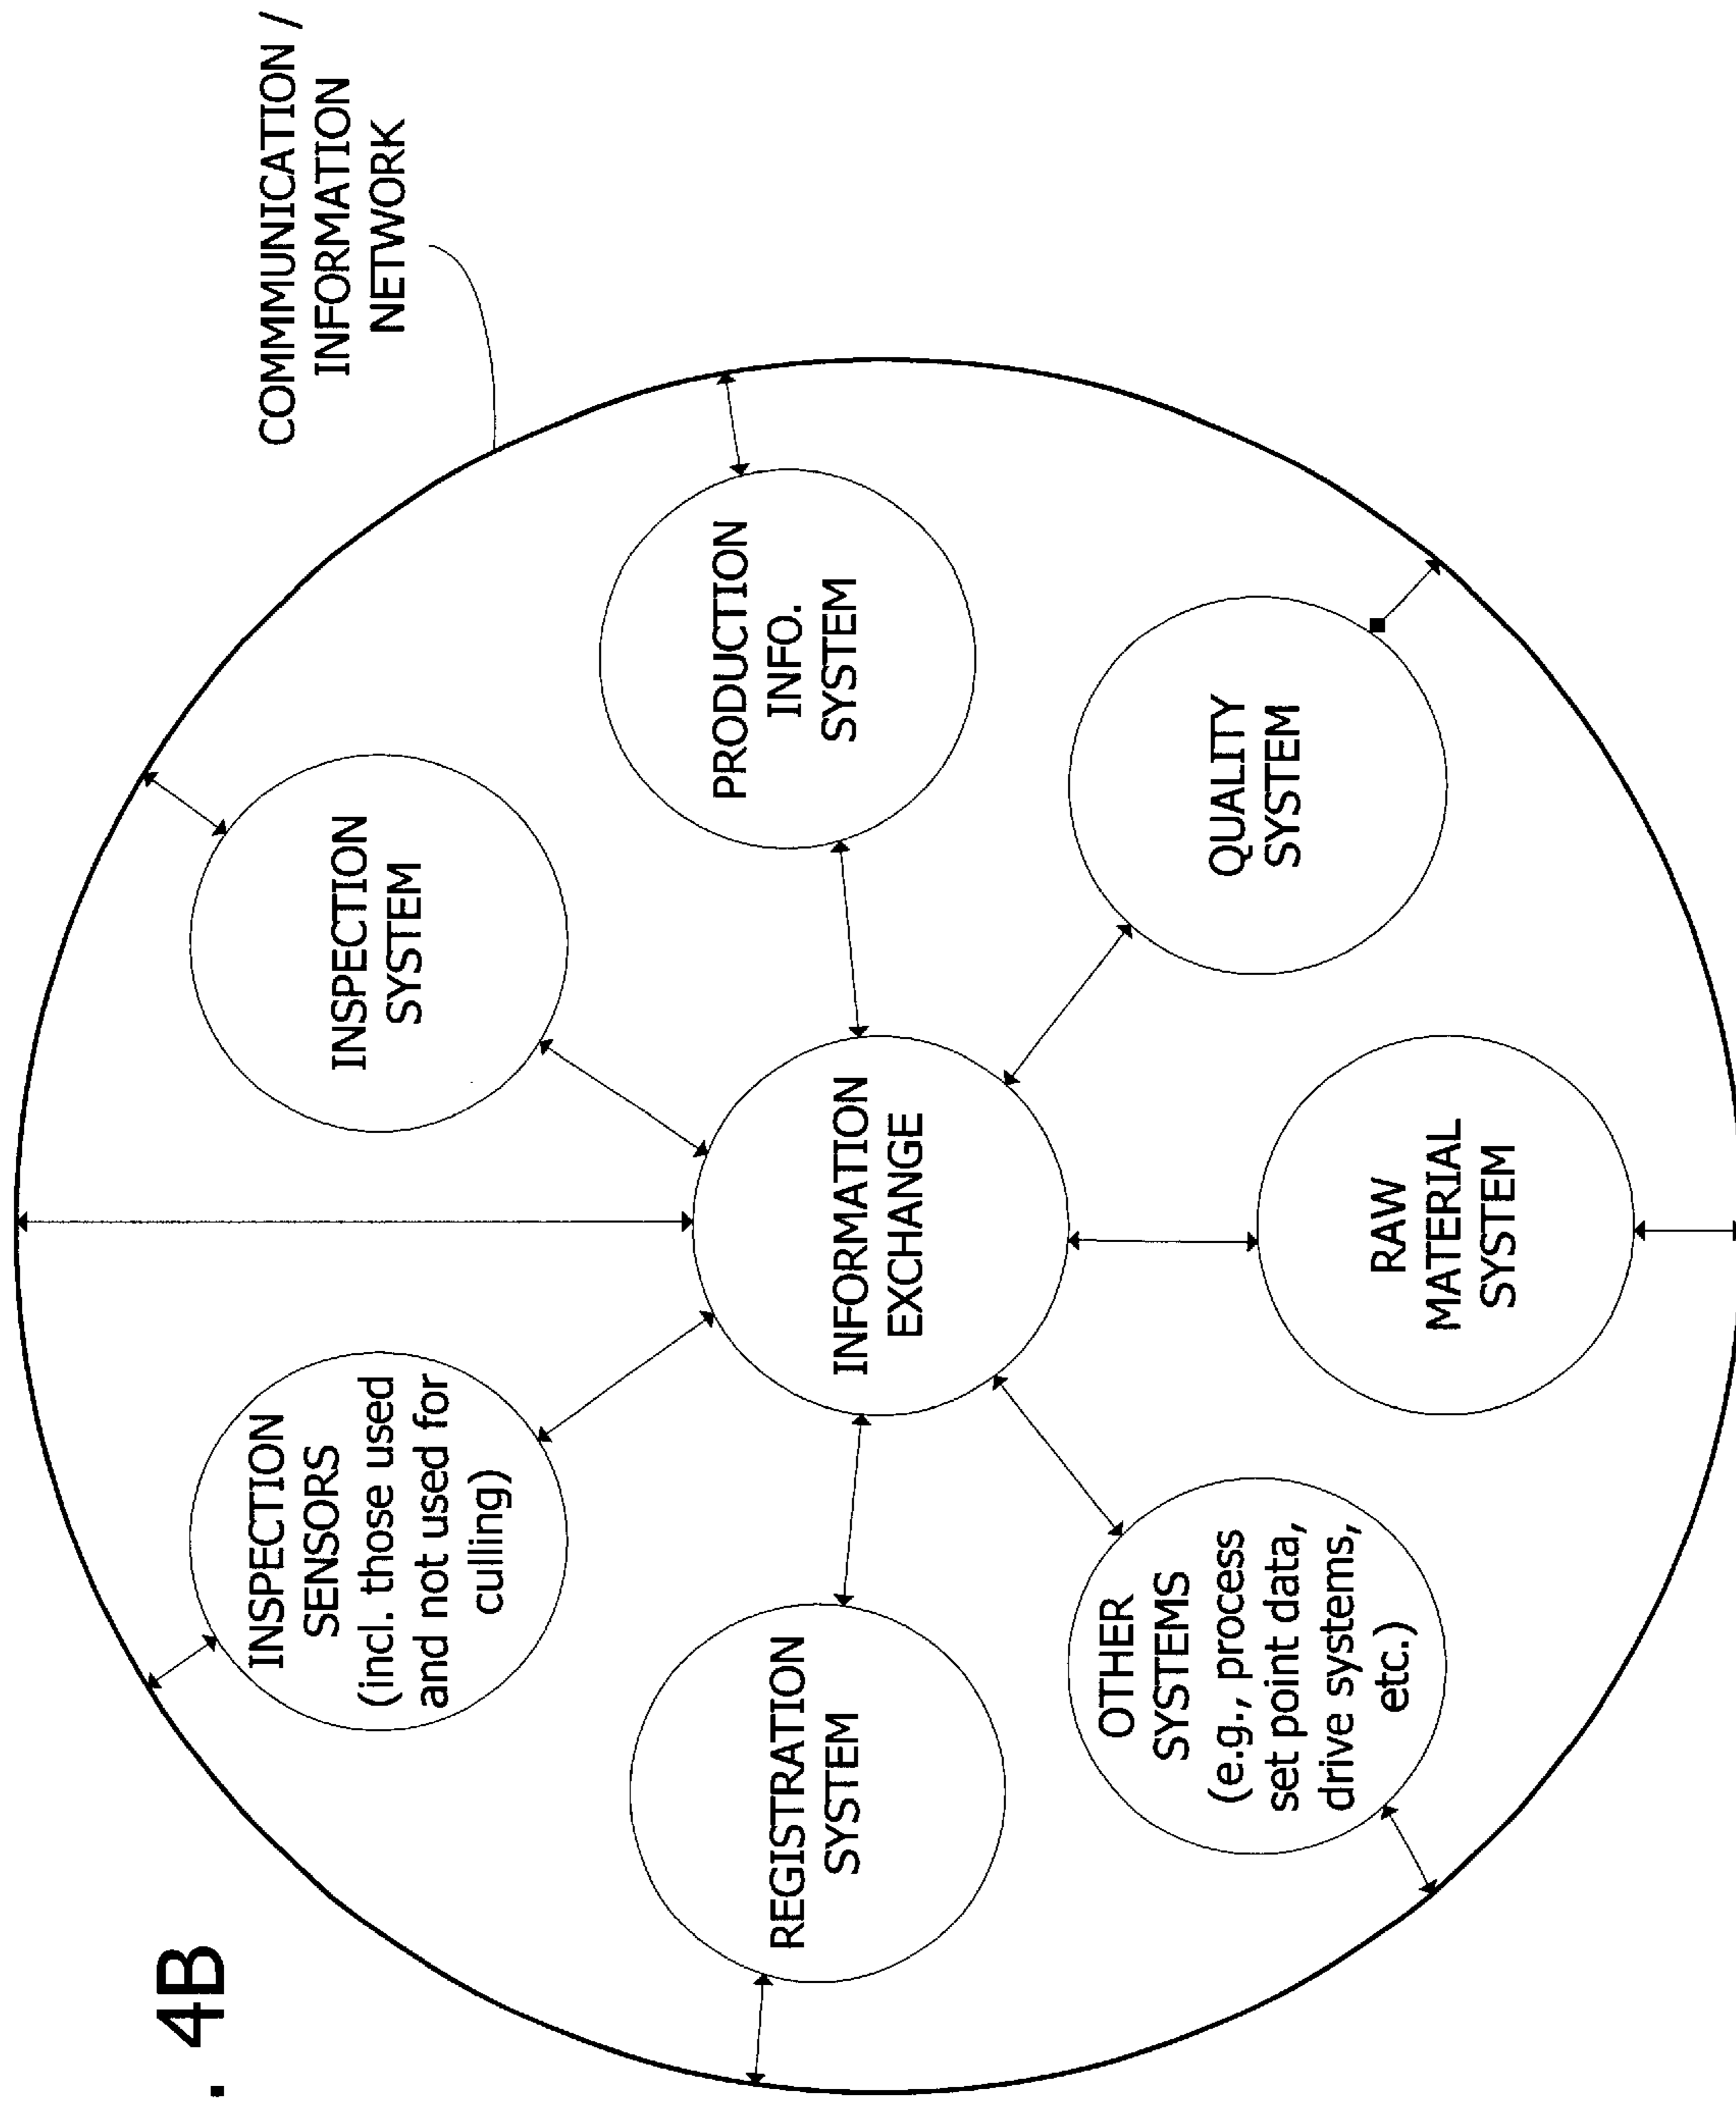 . 4B
COMMMUNICATION /
INFORMATION
NETWORK
INSPECTION
SENSORS
(incl. those used
and not used for
culling)
INSPECTION
SYSTEM
REGISTRATION
SYSTEM
INFORMATION
EXCHANGE
PRODUCTION
INFO.
SYSTEM
OTHER
SYSTEMS
(e.g., process
set point data,
drive systems,
etc.)
RAW
MATERIAL
SYSTEM
QUALITY
SYSTEM